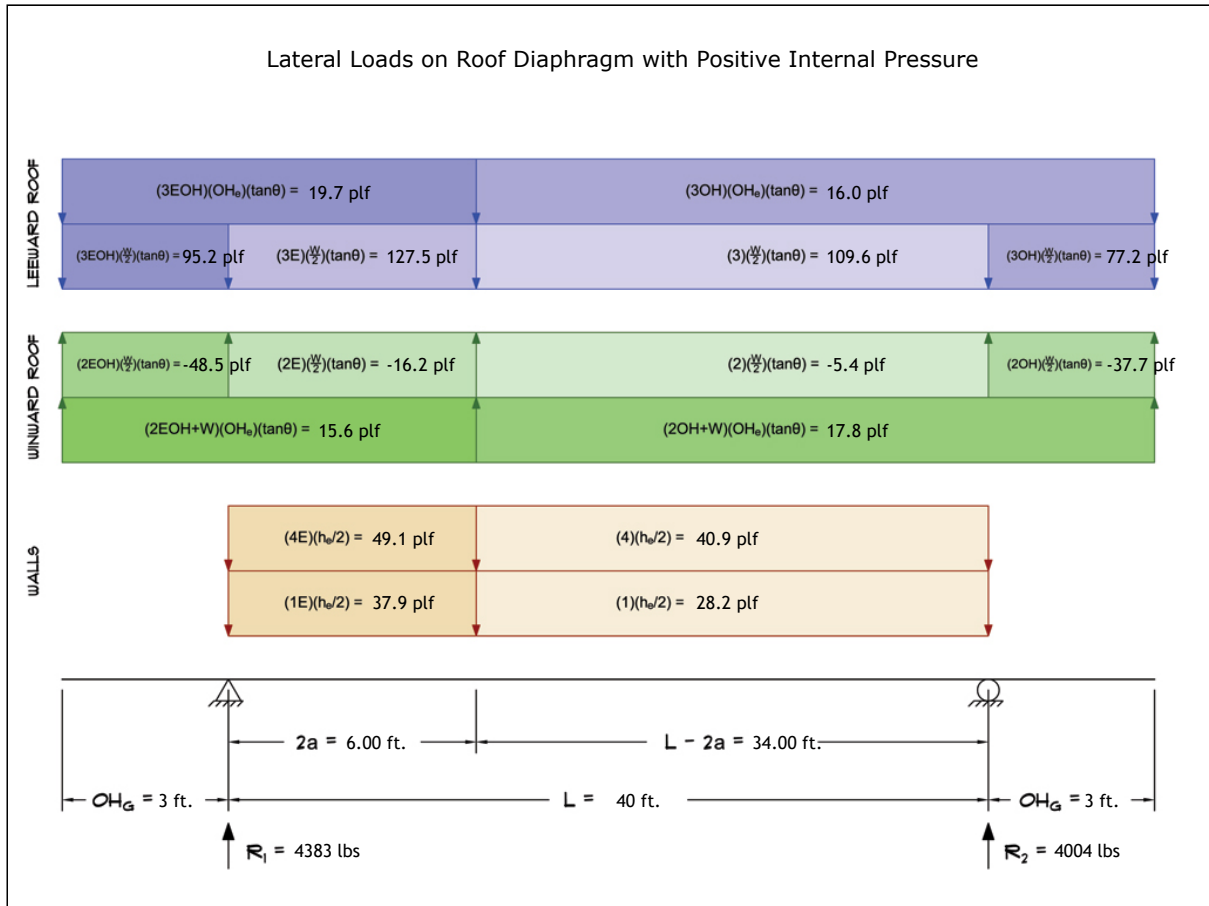 Lateral Loads on Roof Diaphragm with Positive Internal Pressure
LEEWARD ROOF
(3EOH)(OHₑ)(tanθ) = 19.7 plf
(3OH)(OHₑ)(tanθ) = 16.0 plf
(3EOH)(W/2)(tanθ) = 95.2 plf
(3E)(W/2)(tanθ) = 127.5 plf
(3)(W/2)(tanθ) = 109.6 plf
(3OH)(W/2)(tanθ) = 77.2 plf
WINWARD ROOF
(2EOH)(W/2)(tanθ) = -48.5 plf
(2E)(W/2)(tanθ) = -16.2 plf
(2)(W/2)(tanθ) = -5.4 plf
(2OH)(W/2)(tanθ) = -37.7 plf
(2EOH+W)(OHₑ)(tanθ) = 15.6 plf
(2OH+W)(OHₑ)(tanθ) = 17.8 plf
WALLS
(4E)(hₑ/2) = 49.1 plf
(4)(hₑ/2) = 40.9 plf
(1E)(hₑ/2) = 37.9 plf
(1)(hₑ/2) = 28.2 plf
2a = 6.00 ft.
L - 2a = 34.00 ft.
OH_G = 3 ft.
L = 40 ft.
OH_G = 3 ft.
R₁ = 4383 lbs
R₂ = 4004 lbs